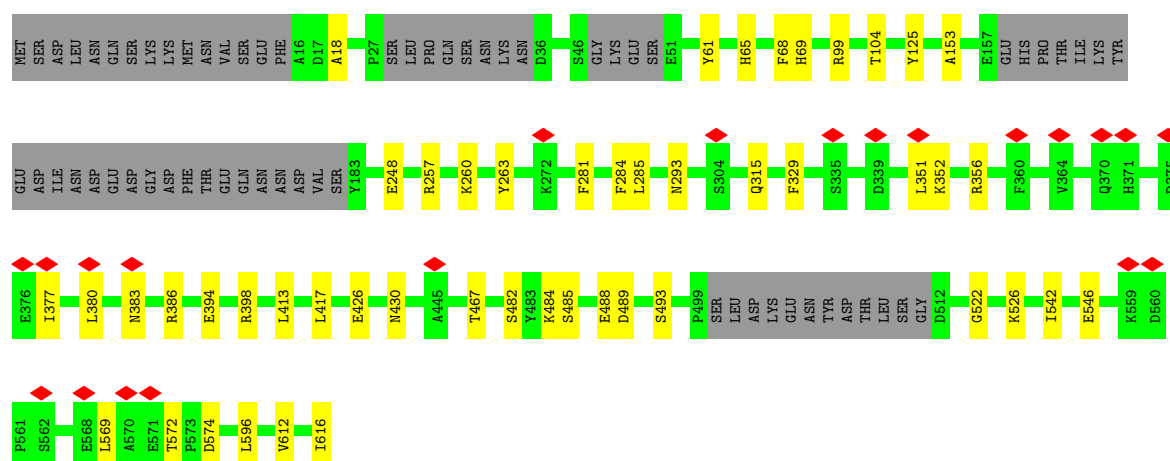 MET SER ASP LEU ASN GLN SER LYS LYS MET ASN VAL SER GLU PHE A16 D17 A18 P27 SER LEU PRO GLN SER ASN LYS ASN D36 S46 GLY LYS GLU SER E51 Y61 H65 F68 H69 R99 T104 Y125 A153 E157 GLU HIS PRO THR ILE LYS TYR
GLU ASP ILE ASN ASP GLU ASP GLY ASP PHE THR GLU GLN ASN ASN ASP VAL SER Y183 E248 R257 K260 Y263 K272 F281 F284 L285 N293 S304 Q315 F329 S335 D339 L351 K352 R356 F360 V364 Q370 H371
E376 I377 L380 N383 R386 E394 R398 L413 L417 E426 N430 A445 T467 S482 Y483 K484 S485 E488 D489 S493 P499 SER LEU ASP LYS GLU ASN TYR ASP THR LEU SER GLY D512 G522 K526 I542 E546 K559 D560
P561 S562 E568 L569 A570 E571 T572 P573 D574 L596 V612 I616